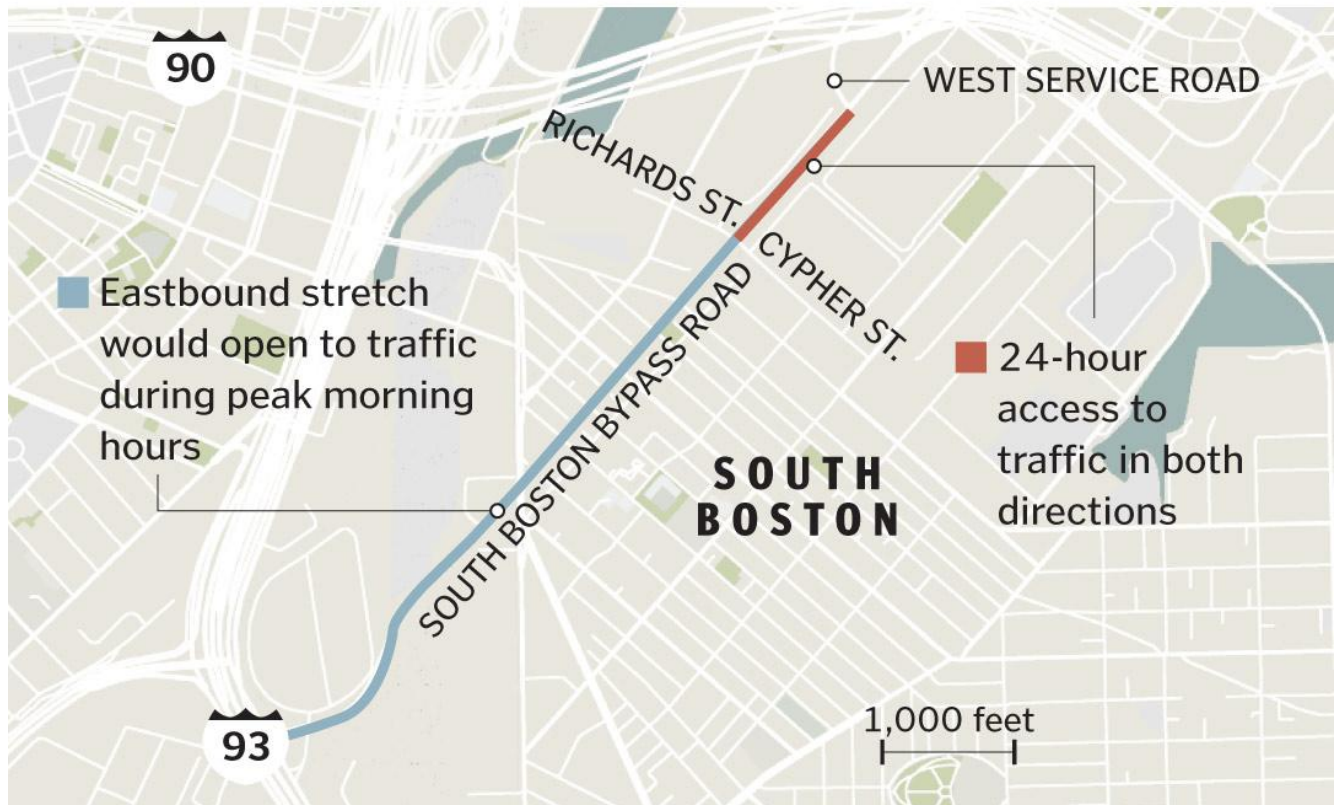 90
WEST SERVICE ROAD
RICHARDS ST.
CYPHER ST.
Eastbound stretch
would open to traffic
during peak morning
hours
SOUTH BOSTON BYPASS ROAD
24-hour
access to
traffic in both
directions
SOUTH
BOSTON
1,000 feet
93